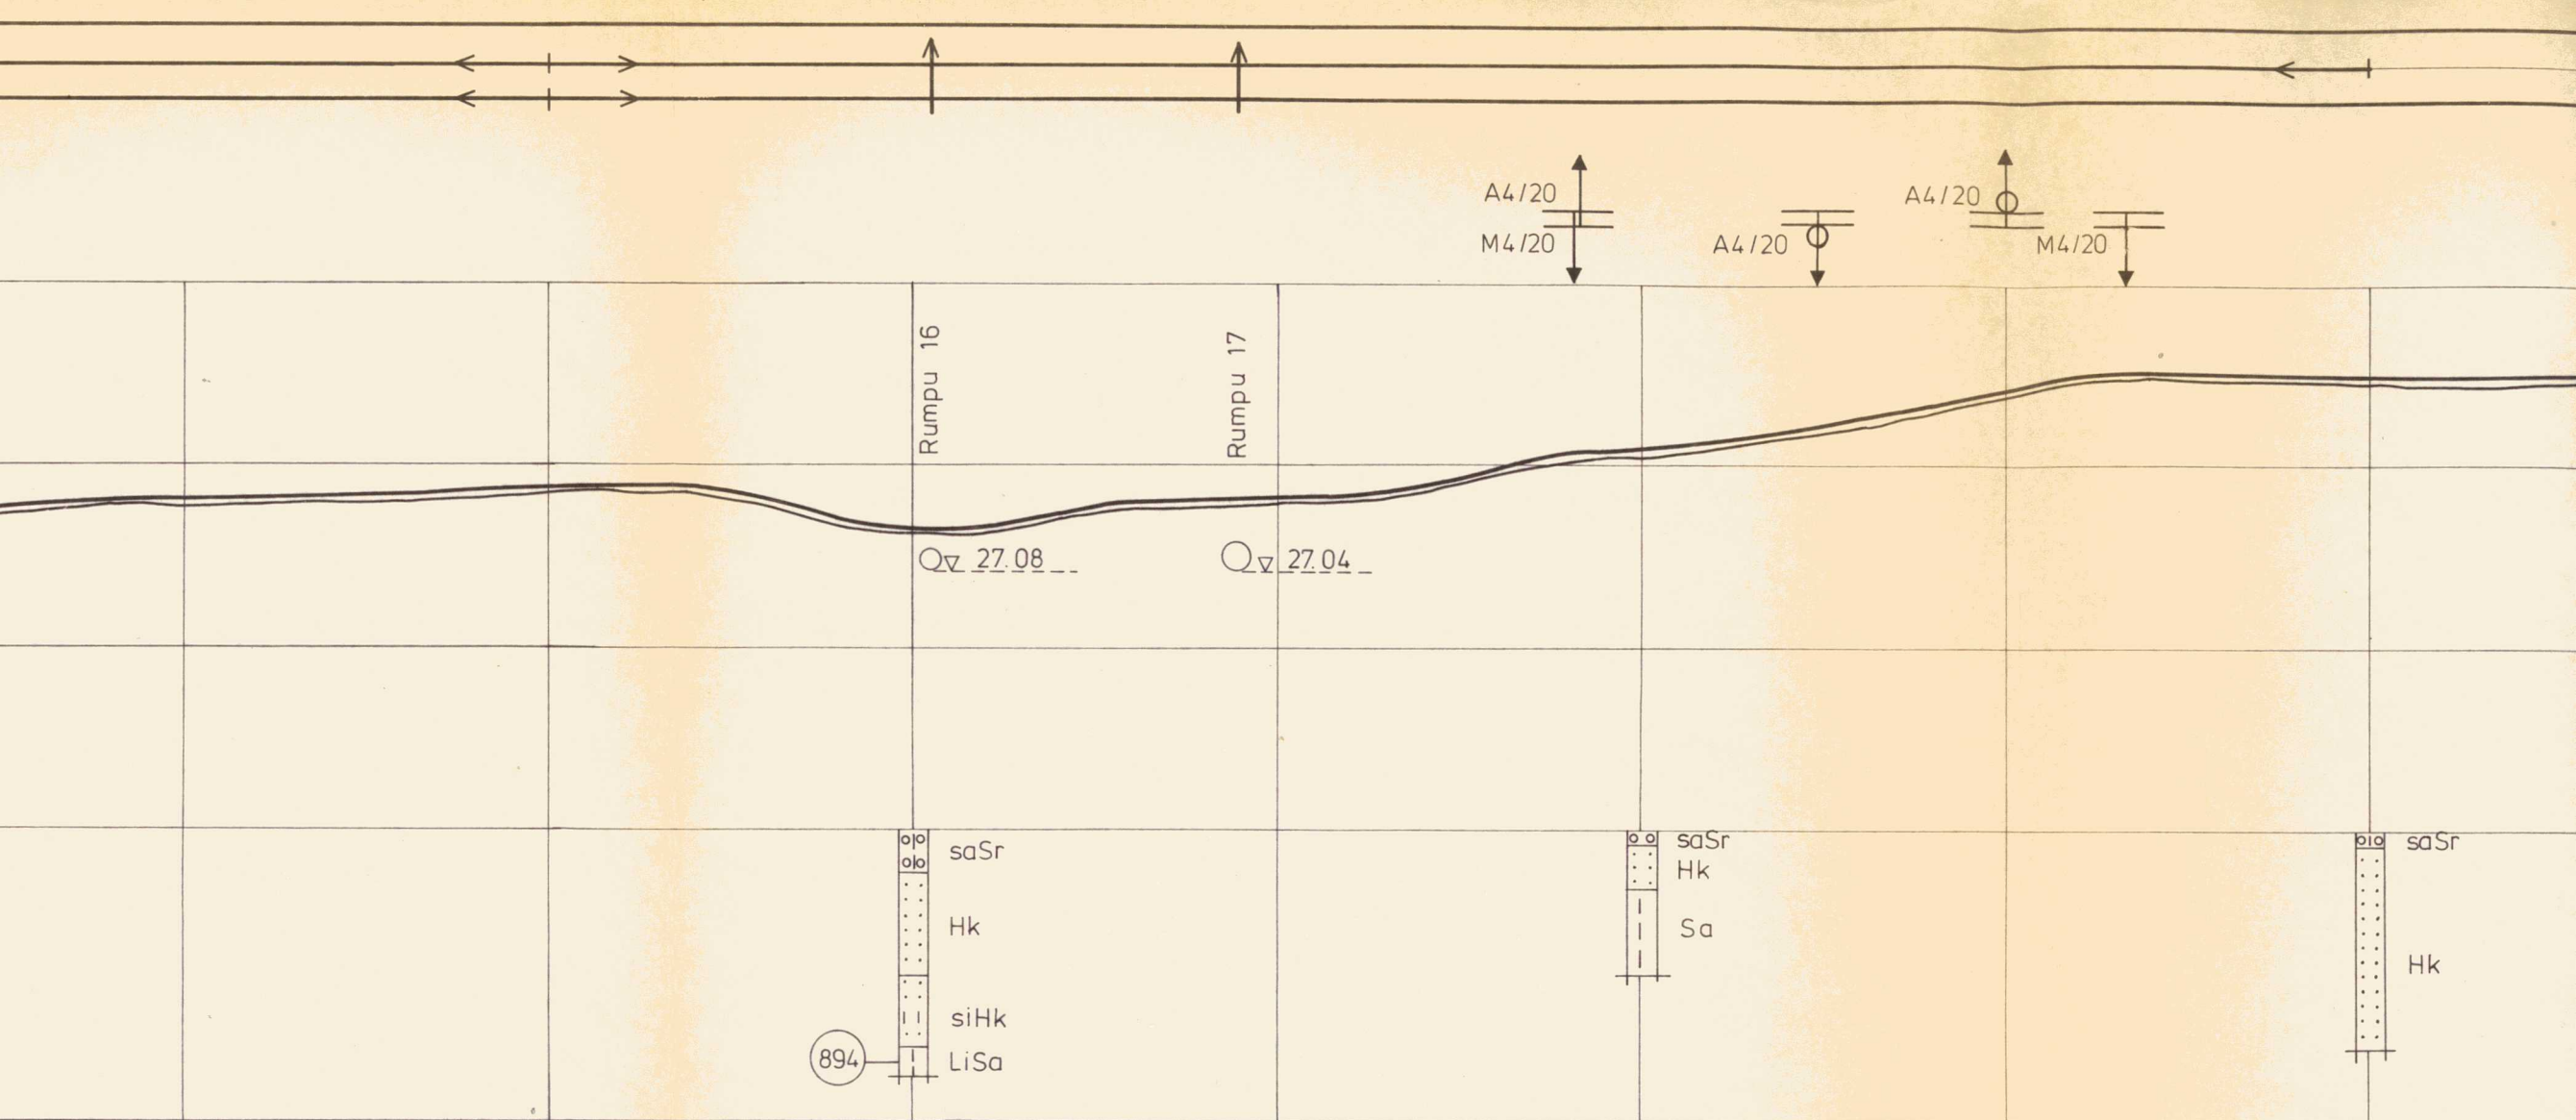 A4/20
M4/20
A4/20
A4/20
M4/20
Rumpu 16
Rumpu 17
27.08
27.04
saSr
Hk
siHk
LiSa
894
saSr
Hk
Sa
saSr
Hk